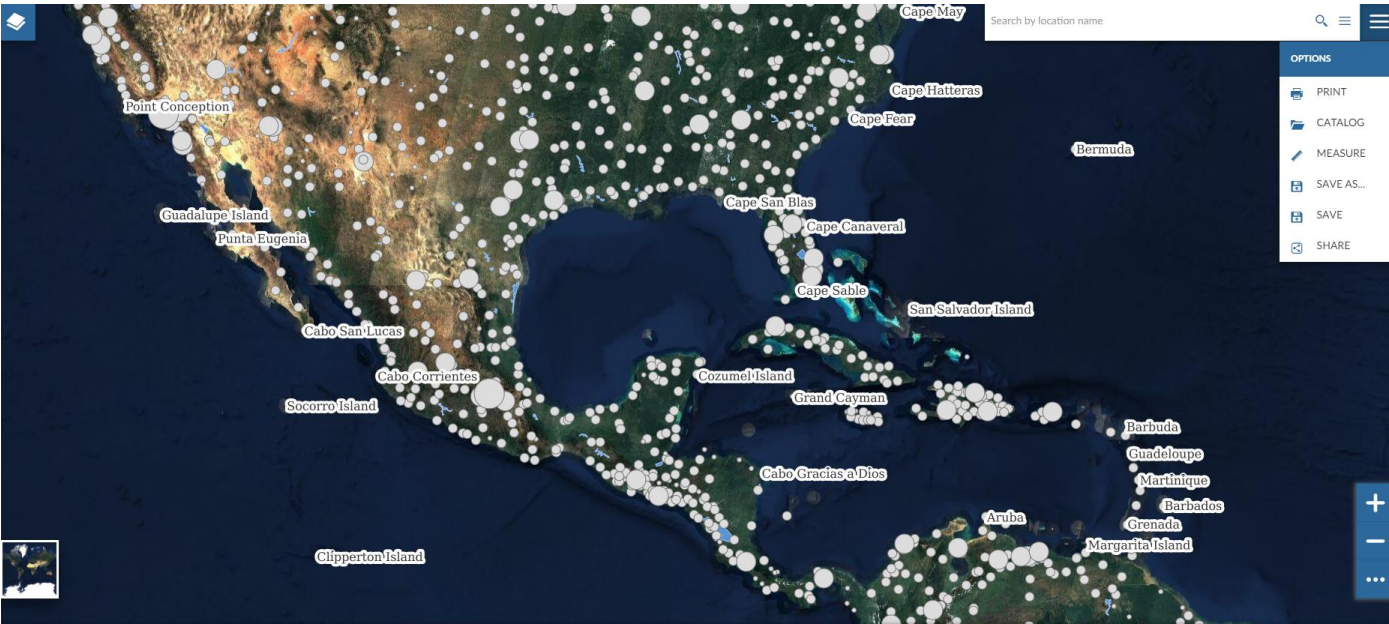 Cape May
Search by location name
OPTIONS
PRINT
CATALOG
MEASURE
SAVE AS...
SAVE
SHARE
Point Conception
Cape Hatteras
Cape Fear
Bermuda
Cape San Blas
Guadalupe Island
Cape Canaveral
Punta Eugenia
Cape Sable
San Salvador Island
Cabo San Lucas
Cabo Corrientes
Cozumel Island
Grand Cayman
Socorro Island
Barbuda
Guadeloupe
Cabo Gracias a Dios
Martinique
Barbados
Aruba
Grenada
Margarita Island
Clipperton Island